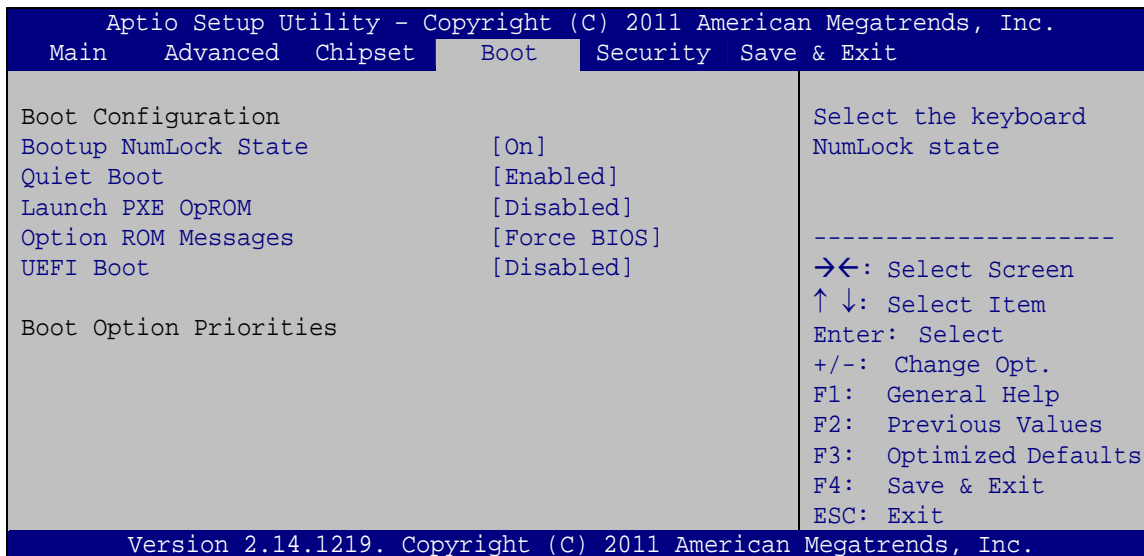 Aptio Setup Utility – Copyright (C) 2011 American Megatrends, Inc.
Main Advanced Chipset Boot Security Save & Exit
Boot Configuration
Bootup NumLock State [On]
Quiet Boot [Enabled]
Launch PXE OpROM [Disabled]
Option ROM Messages [Force BIOS]
UEFI Boot [Disabled]
Boot Option Priorities
Select the keyboard
NumLock state
---------------------
→←: Select Screen
↑ ↓: Select Item
Enter: Select
+/-: Change Opt.
F1: General Help
F2: Previous Values
F3: Optimized Defaults
F4: Save & Exit
ESC: Exit
Version 2.14.1219. Copyright (C) 2011 American Megatrends, Inc.